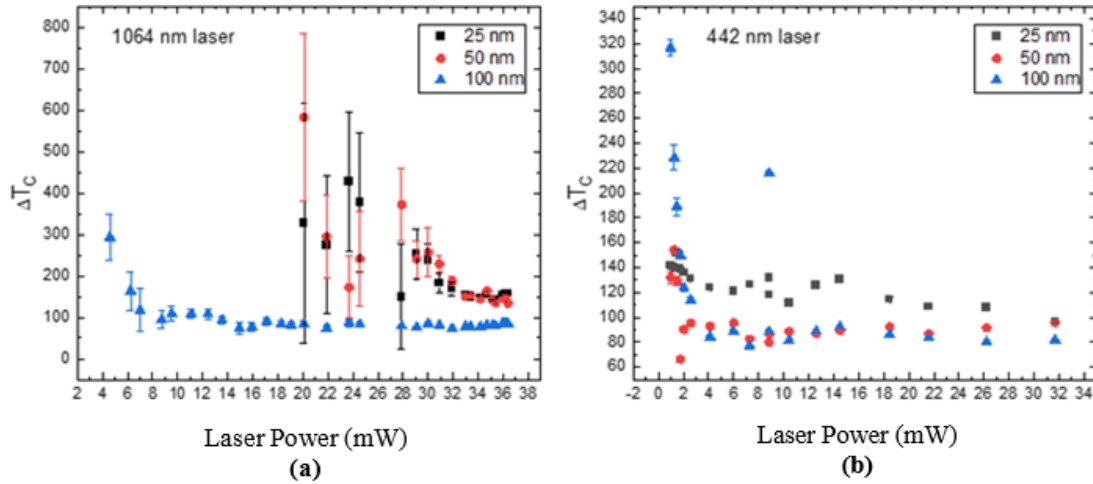 1064 nm laser
25 nm
50 nm
100 nm
800
700
600
500
400
300
200
100
0
ΔT_C
2 4 6 8 10 12 14 16 18 20 22 24 26 28 30 32 34 36 38
Laser Power (mW)
(a)
442 nm laser
25 nm
50 nm
100 nm
320
300
280
260
240
220
200
180
160
140
120
100
80
60
ΔT_C
-2 0 2 4 6 8 10 12 14 16 18 20 22 24 26 28 30 32 34
Laser Power (mW)
(b)